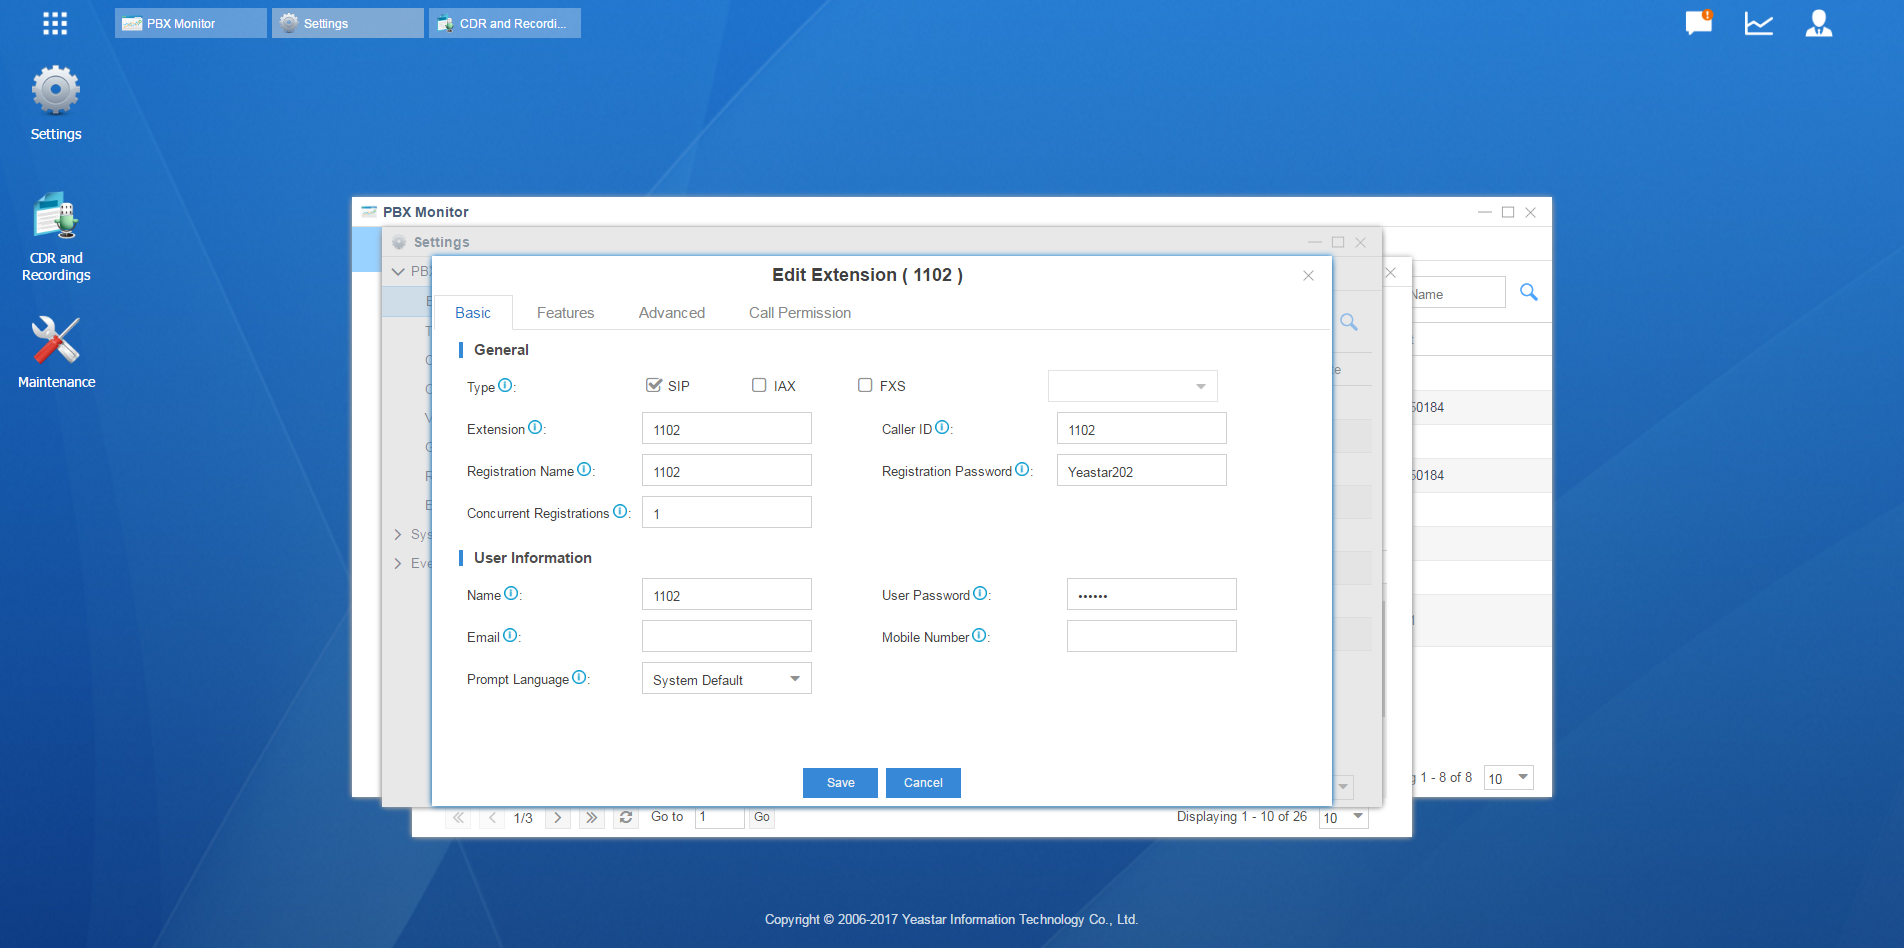 PBX Monitor
Settings
CDR and Recordi...
Settings
CDR and
Recordings
Maintenance
PBX Monitor
Settings
PB
Sys
Eve
Name
50184
50184
Edit Extension ( 1102 )
Basic
Features
Advanced
Call Permission
General
Type :
SIP
IAX
FXS
Extension :
1102
Caller ID :
1102
Registration Name :
1102
Registration Password :
Yeastar202
Concurrent Registrations :
1
User Information
Name :
1102
User Password :
••••••
Email :
Mobile Number :
Prompt Language :
System Default
Save
Cancel
1 - 8 of 8
10
1/3
Go to
1
Go
Displaying 1 - 10 of 26
10
Copyright © 2006-2017 Yeastar Information Technology Co., Ltd.